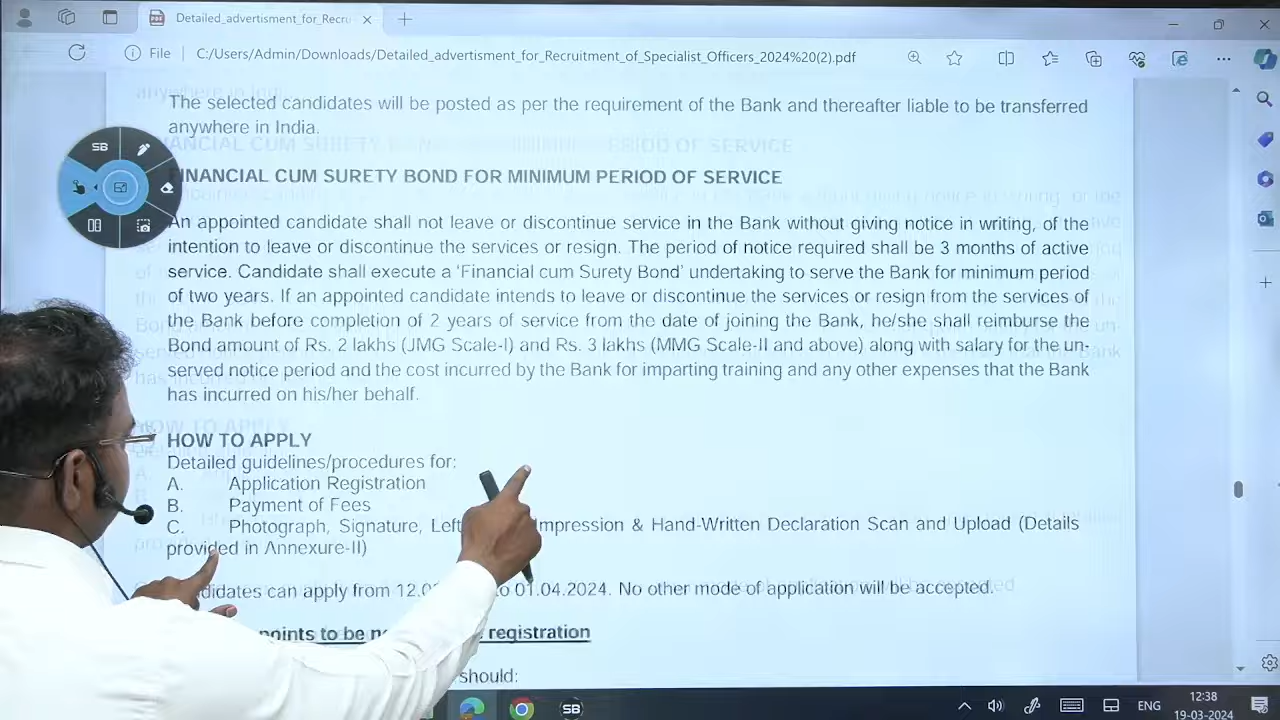 Detailed_advertisment_for_Recru
File C:/Users/Admin/Downloads/Detailed_advertisment_for_Recruitment_of_Specialist_Officers_2024%20(2).pdf
The selected candidates will be posted as per the requirement of the Bank and thereafter liable to be transferred
anywhere in India.
SB
FINANCIAL CUM SURETY BOND FOR MINIMUM PERIOD OF SERVICE
An appointed candidate shall not leave or discontinue service in the Bank without giving notice in writing, of the
intention to leave or discontinue the services or resign. The period of notice required shall be 3 months of active
service. Candidate shall execute a 'Financial cum Surety Bond' undertaking to serve the Bank for minimum period
of two years. If an appointed candidate intends to leave or discontinue the services or resign from the services of
the Bank before completion of 2 years of service from the date of joining the Bank, he/she shall reimburse the
Bond amount of Rs. 2 lakhs (JMG Scale-I) and Rs. 3 lakhs (MMG Scale-II and above) along with salary for the un-
served notice period and the cost incurred by the Bank for imparting training and any other expenses that the Bank
has incurred on his/her behalf.
HOW TO APPLY
Detailed guidelines/procedures for:
A. Application Registration
B. Payment of Fees
C. Photograph, Signature, Left Impression & Hand-Written Declaration Scan and Upload (Details
provided in Annexure-II)
can apply from to 01.04.2024. No other mode of application will be accepted.
points to be registration
should:
SB
ENG
12:38
19-03-2024